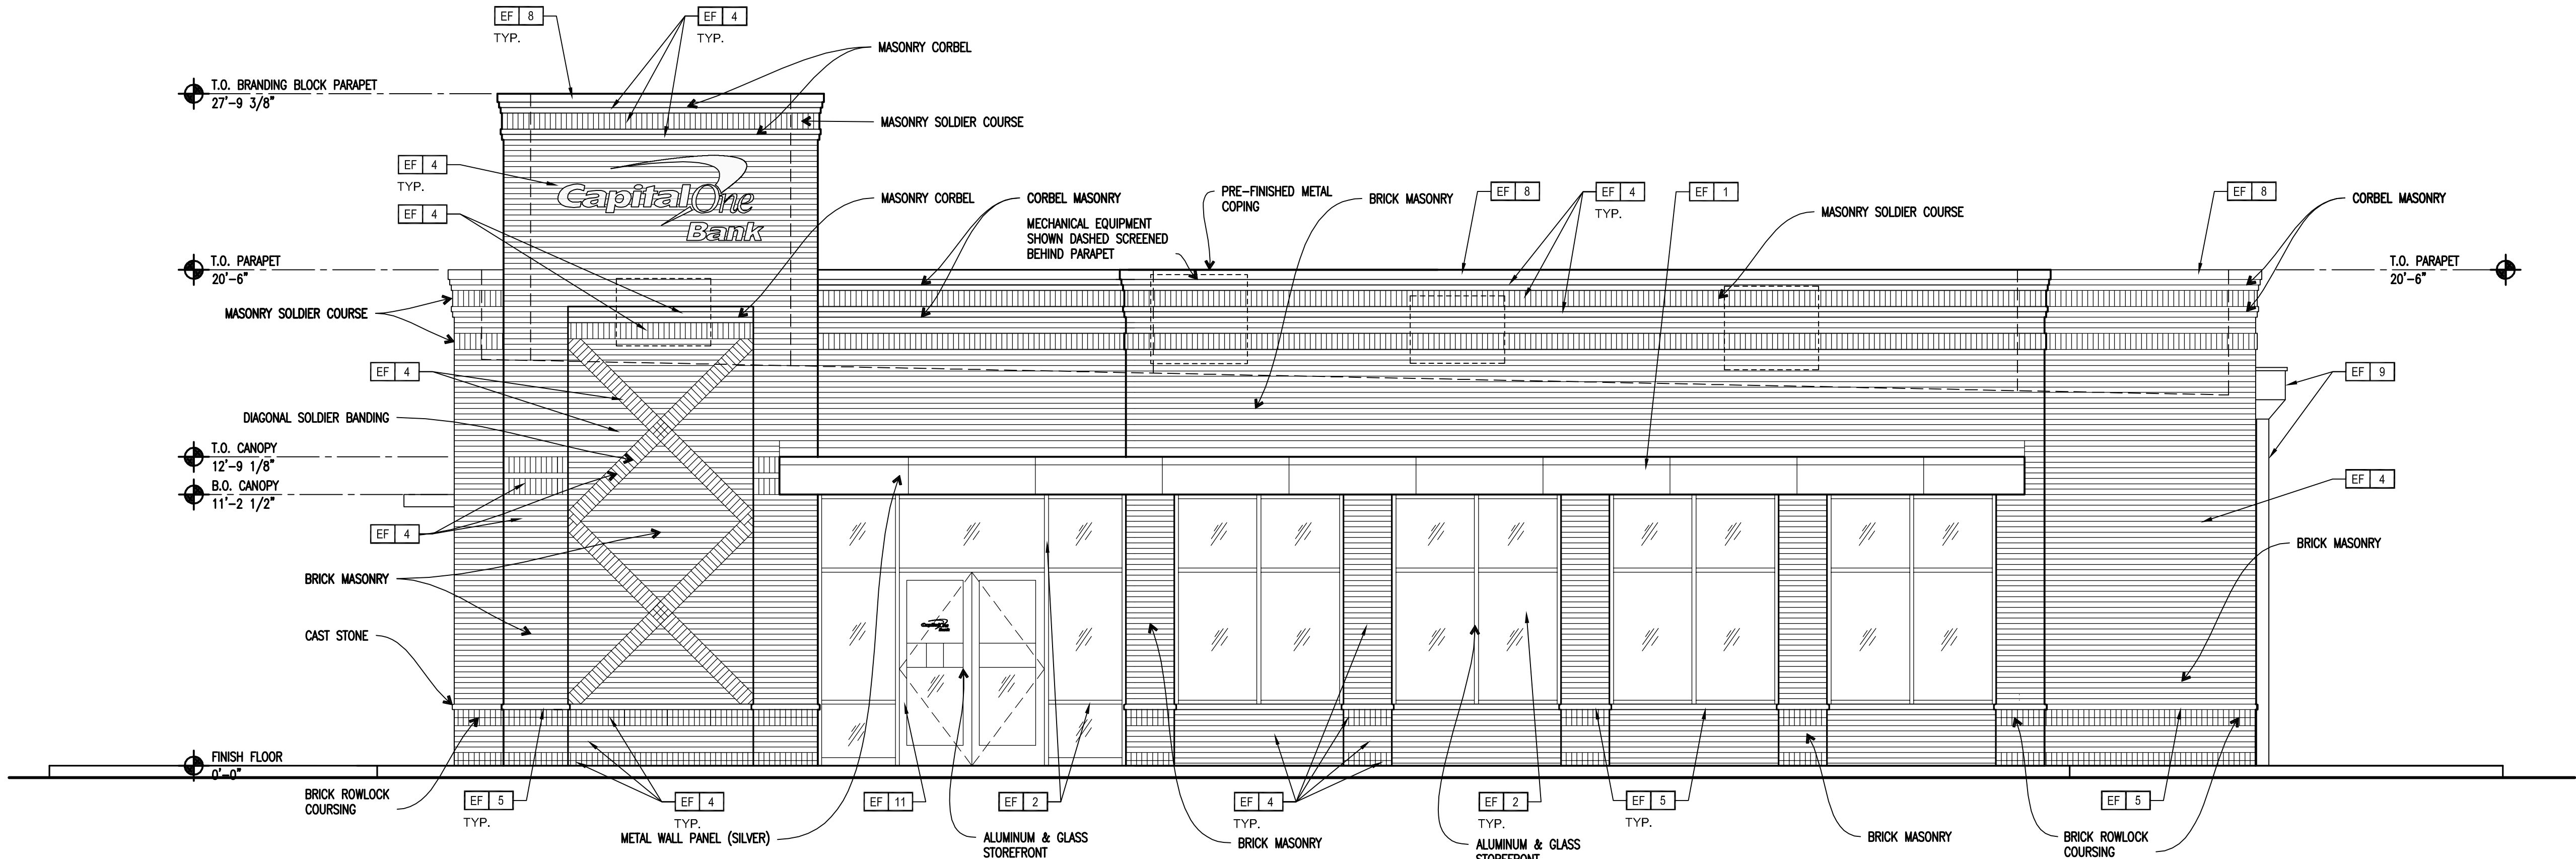 EF 8
TYP.
EF 4
TYP.
MASONRY CORBEL
T.O. BRANDING BLOCK PARAPET
27'-9 3/8"
MASONRY SOLDIER COURSE
EF 4
TYP.
Capital One
Bank
EF 4
MASONRY CORBEL
CORBEL MASONRY
MECHANICAL EQUIPMENT
SHOWN DASHED SCREENED
BEHIND PARAPET
PRE-FINISHED METAL
COPING
BRICK MASONRY
EF 8
EF 4
TYP.
EF 1
MASONRY SOLDIER COURSE
EF 8
CORBEL MASONRY
T.O. PARAPET
20'-6"
T.O. PARAPET
20'-6"
MASONRY SOLDIER COURSE
EF 4
EF 9
DIAGONAL SOLDIER BANDING
T.O. CANOPY
12'-9 1/8"
B.O. CANOPY
11'-2 1/2"
EF 4
EF 4
BRICK MASONRY
BRICK MASONRY
CAST STONE
Capital One
Bank
FINISH FLOOR
0'-0"
BRICK ROWLOCK
COURSING
EF 5
TYP.
EF 4
TYP.
METAL WALL PANEL (SILVER)
EF 11
EF 2
ALUMINUM & GLASS
STOREFRONT
EF 4
TYP.
BRICK MASONRY
EF 2
TYP.
ALUMINUM & GLASS
STOREFRONT
EF 5
TYP.
BRICK MASONRY
EF 5
BRICK ROWLOCK
COURSING